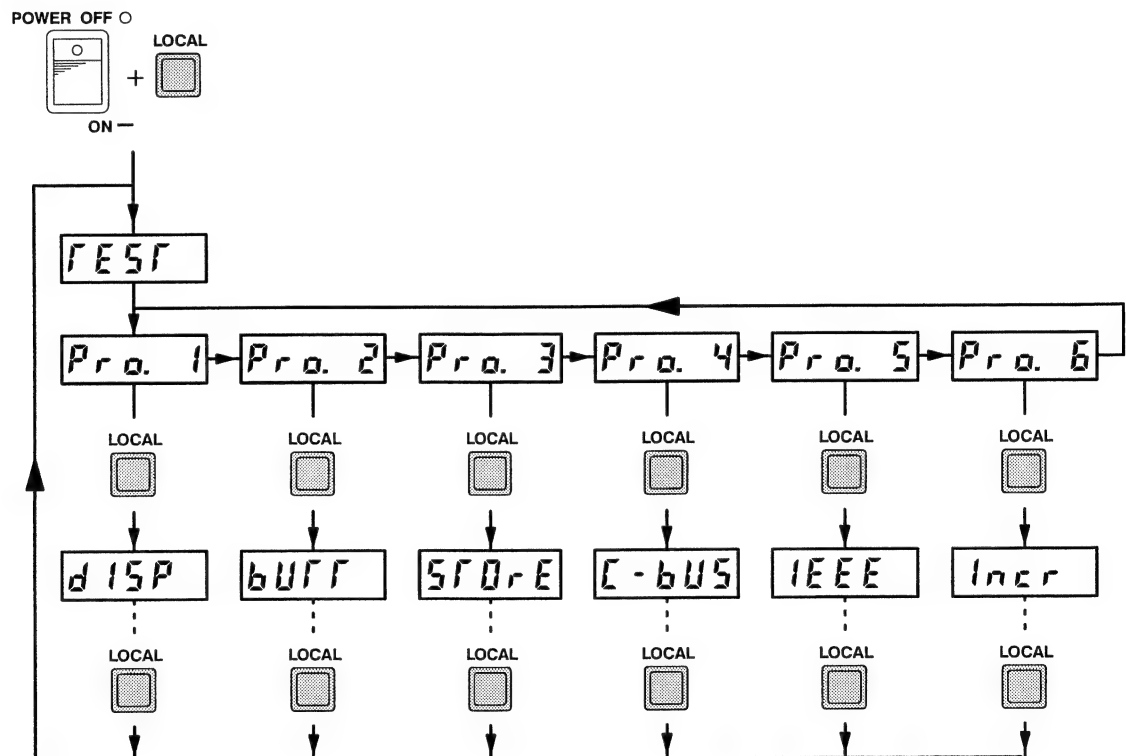 POWER OFF
LOCAL
+
ON
TEST
Pro. 1 Pro. 2 Pro. 3 Pro. 4 Pro. 5 Pro. 6
LOCAL LOCAL LOCAL LOCAL LOCAL LOCAL
dISP bUTT STOrE C-bUS IEEE Incr
LOCAL LOCAL LOCAL LOCAL LOCAL LOCAL